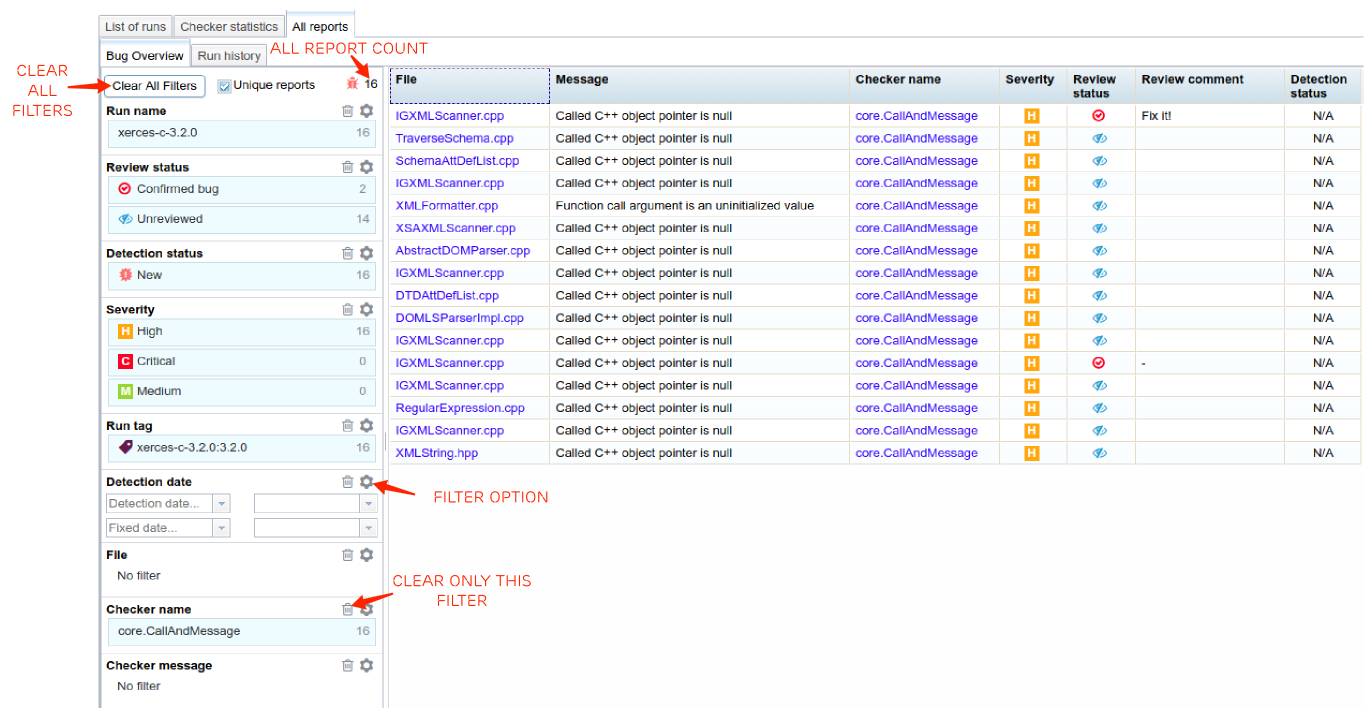 List of runs Checker statistics All reports
Bug Overview Run history ALL REPORT COUNT
CLEAR
ALL
FILTERS
Clear All Filters Unique reports 16
Run name
xerces-c-3.2.0 16
Review status
Confirmed bug 2
Unreviewed 14
Detection status
New 16
Severity
H High 16
C Critical 0
M Medium 0
Run tag
xerces-c-3.2.0:3.2.0 16
Detection date
Detection date...
Fixed date...
FILTER OPTION
File
No filter
CLEAR ONLY THIS
FILTER
Checker name
core.CallAndMessage 16
Checker message
No filter
File Message Checker name Severity Review status Review comment Detection status
IGXMLScanner.cpp Called C++ object pointer is null core.CallAndMessage H Fix it! N/A
TraverseSchema.cpp Called C++ object pointer is null core.CallAndMessage H N/A
SchemaAttDefList.cpp Called C++ object pointer is null core.CallAndMessage H N/A
IGXMLScanner.cpp Called C++ object pointer is null core.CallAndMessage H N/A
XMLFormatter.cpp Function call argument is an uninitialized value core.CallAndMessage H N/A
XSAXMLScanner.cpp Called C++ object pointer is null core.CallAndMessage H N/A
AbstractDOMParser.cpp Called C++ object pointer is null core.CallAndMessage H N/A
IGXMLScanner.cpp Called C++ object pointer is null core.CallAndMessage H N/A
DTDAttDefList.cpp Called C++ object pointer is null core.CallAndMessage H N/A
DOMLSParserImpl.cpp Called C++ object pointer is null core.CallAndMessage H N/A
IGXMLScanner.cpp Called C++ object pointer is null core.CallAndMessage H N/A
IGXMLScanner.cpp Called C++ object pointer is null core.CallAndMessage H - N/A
IGXMLScanner.cpp Called C++ object pointer is null core.CallAndMessage H N/A
RegularExpression.cpp Called C++ object pointer is null core.CallAndMessage H N/A
IGXMLScanner.cpp Called C++ object pointer is null core.CallAndMessage H N/A
XMLString.hpp Called C++ object pointer is null core.CallAndMessage H N/A